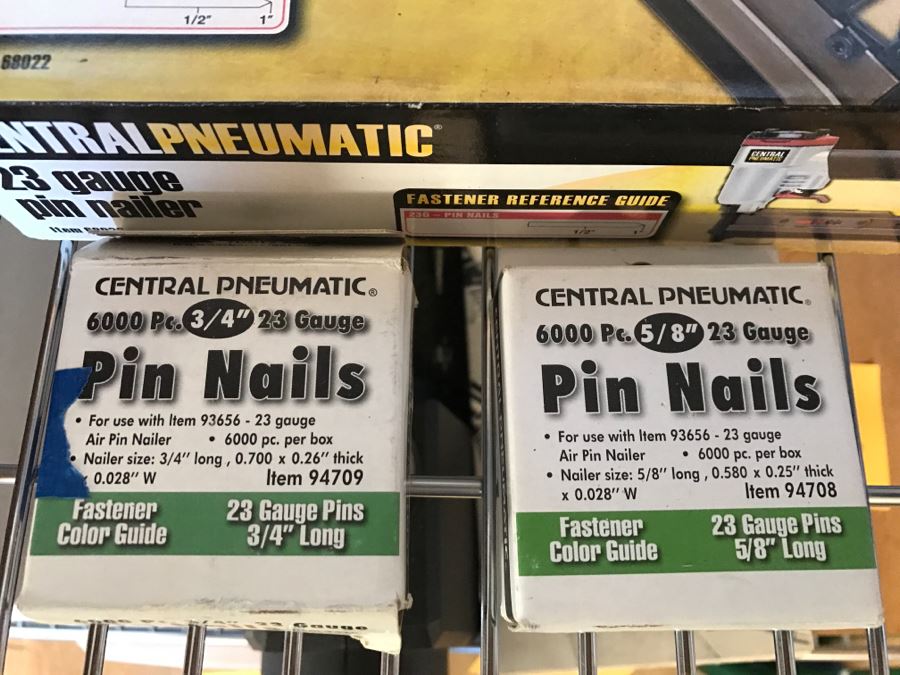 1/2" 1"
68022
NTRALPNEUMATIC®
23 gauge
pin nailer
FASTENER REFERENCE GUIDE
23G – PIN NAILS
1/2" 1"
CENTRAL
PNEUMATIC
CENTRAL PNEUMATIC®
6000 Pc. 3/4" 23 Gauge
Pin Nails
• For use with Item 93656 - 23 gauge
Air Pin Nailer • 6000 pc. per box
• Nailer size: 3/4" long , 0.700 x 0.26" thick
x 0.028" W Item 94709
Fastener 23 Gauge Pins
Color Guide 3/4" Long
CENTRAL PNEUMATIC®
6000 Pc. 5/8" 23 Gauge
Pin Nails
• For use with Item 93656 - 23 gauge
Air Pin Nailer • 6000 pc. per box
• Nailer size: 5/8" long , 0.580 x 0.25" thick
x 0.028" W Item 94708
Fastener 23 Gauge Pins
Color Guide 5/8" Long